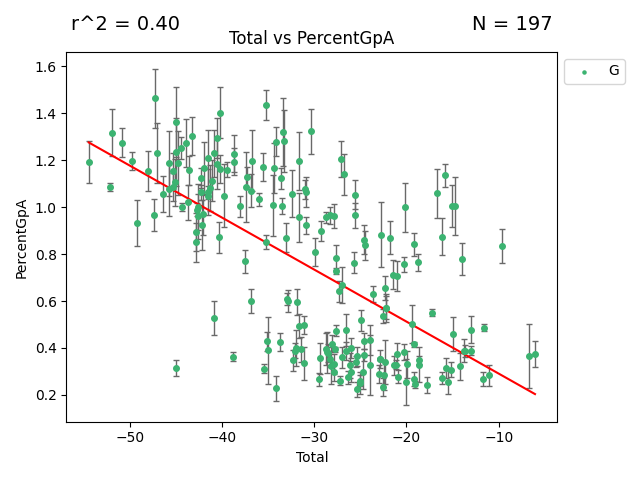 r^2 = 0.40 N = 197
Total vs PercentGpA
G
PercentGpA
1.6
1.4
1.2
1.0
0.8
0.6
0.4
0.2
−50 −40 −30 −20 −10
Total